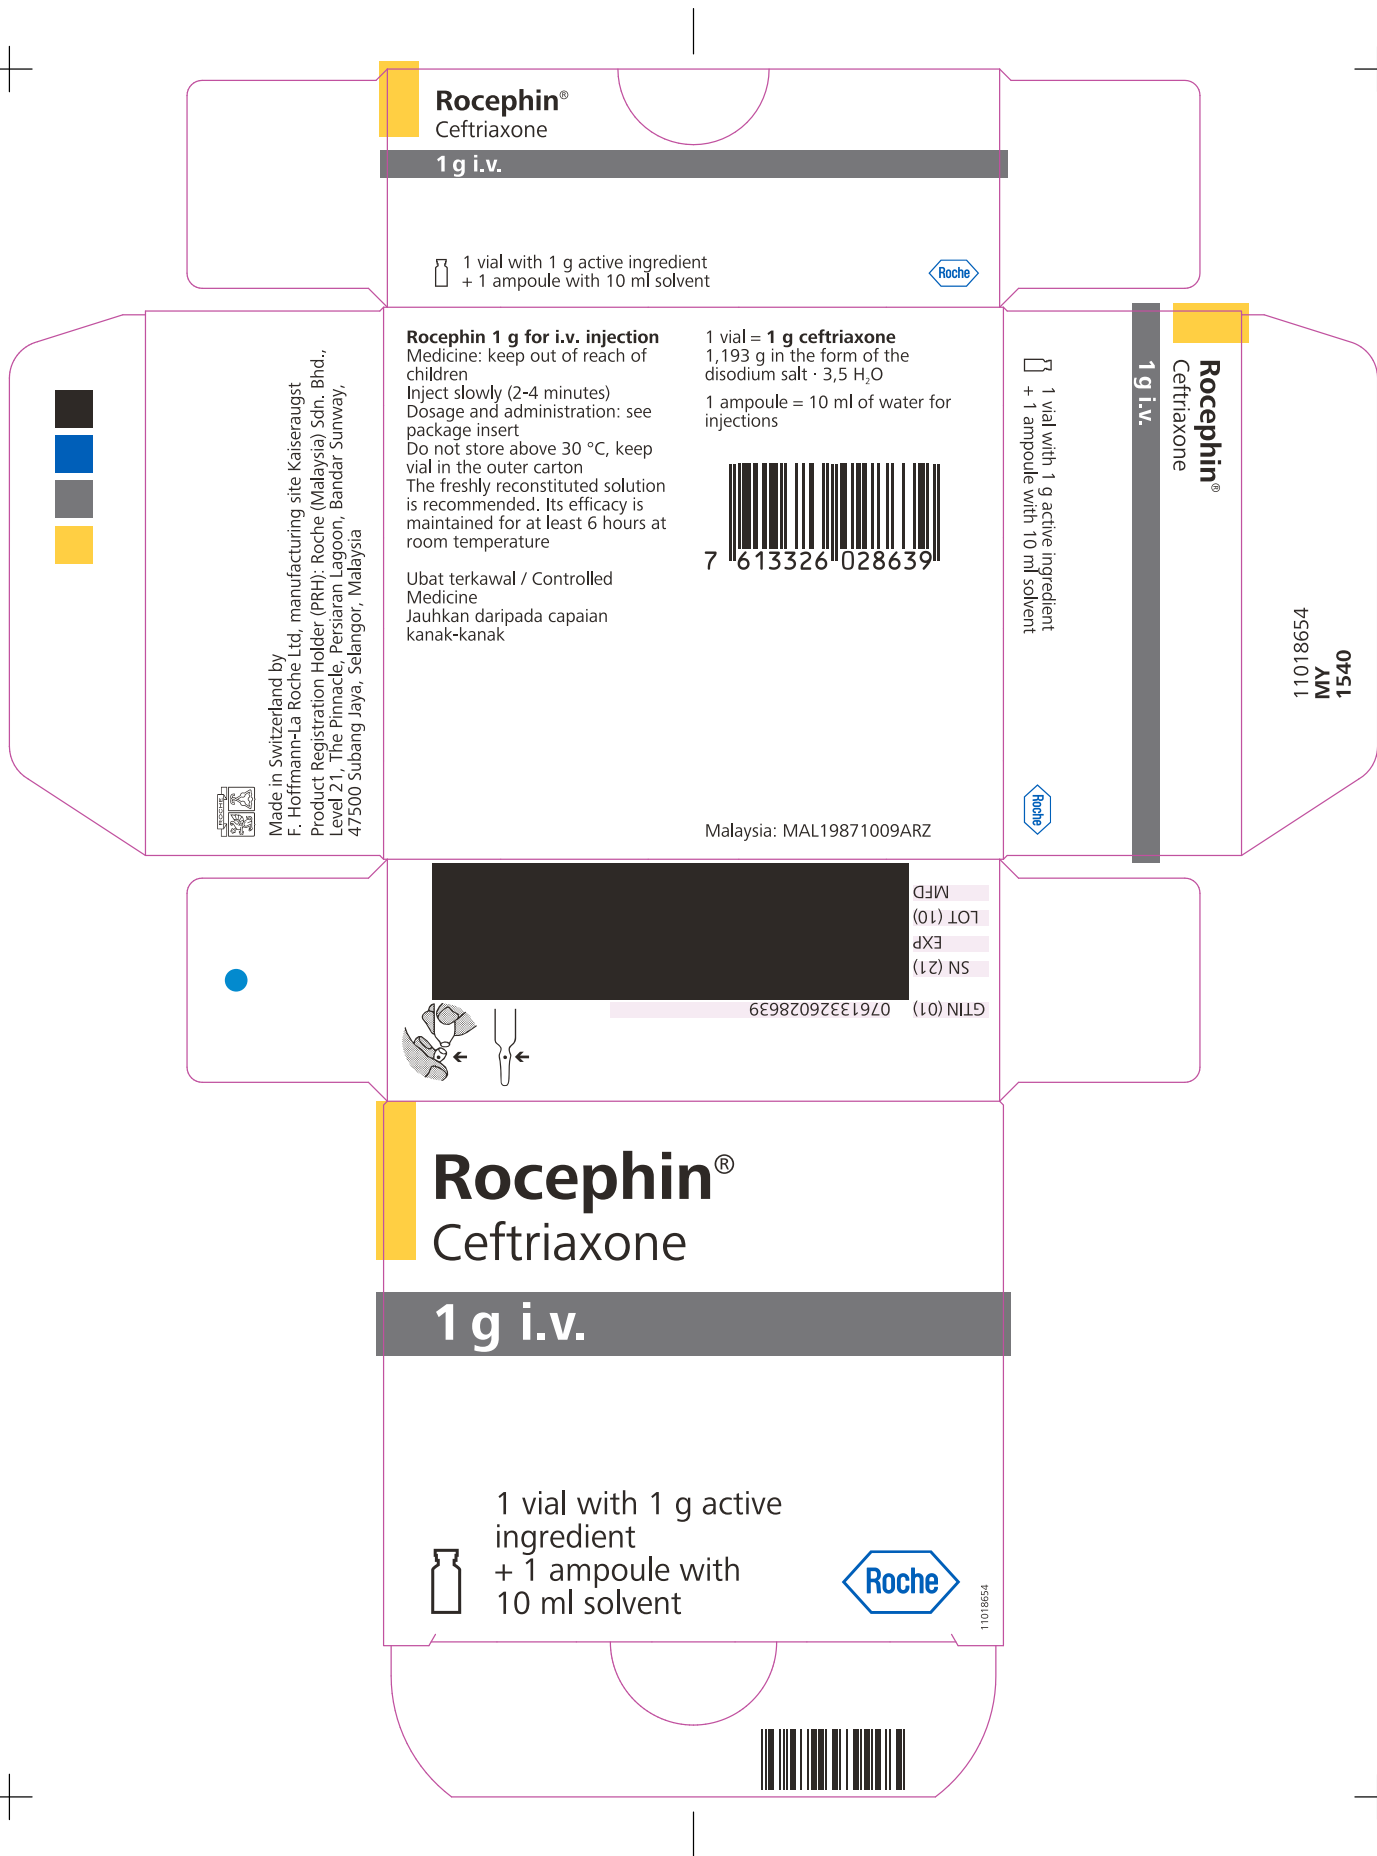 Rocephin®
Ceftriaxone
1 g i.v.
1 vial with 1 g active ingredient
+ 1 ampoule with 10 ml solvent
Roche
Made in Switzerland by
F. Hoffmann-La Roche Ltd, manufacturing site Kaiseraugst
Product Registration Holder (PRH): Roche (Malaysia) Sdn. Bhd.,
Level 21, The Pinnacle, Persiaran Lagoon, Bandar Sunway,
47500 Subang Jaya, Selangor, Malaysia
ROCHE
Rocephin 1 g for i.v. injection
Medicine: keep out of reach of
children
Inject slowly (2-4 minutes)
Dosage and administration: see
package insert
Do not store above 30 °C, keep
vial in the outer carton
The freshly reconstituted solution
is recommended. Its efficacy is
maintained for at least 6 hours at
room temperature
Ubat terkawal / Controlled
Medicine
Jauhkan daripada capaian
kanak-kanak
1 vial = 1 g ceftriaxone
1,193 g in the form of the
disodium salt · 3,5 H₂O
1 ampoule = 10 ml of water for
injections
7 613326 028639
Malaysia: MAL19871009ARZ
Rocephin®
Ceftriaxone
1 g i.v.
1 vial with 1 g active ingredient
+ 1 ampoule with 10 ml solvent
Roche
11018654
MY
1540
GTIN (01) 07613326028639
SN (21)
EXP
LOT (10)
MFD
Rocephin®
Ceftriaxone
1 g i.v.
1 vial with 1 g active
ingredient
+ 1 ampoule with
10 ml solvent
Roche
11018654